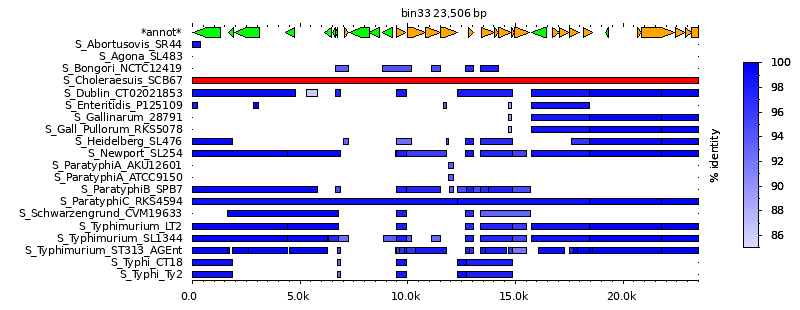 bin33 23,506 bp
*annot*
S_Abortusovis_SR44
S_Agona_SL483
S_Bongori_NCTC12419
S_Choleraesuis_SCB67
S_Dublin_CT02021853
S_Enteritidis_P125109
S_Gallinarum_28791
S_Gall_Pullorum_RKS5078
S_Heidelberg_SL476
S_Newport_SL254
S_ParatyphiA_AKU12601
S_ParatyphiA_ATCC9150
S_ParatyphiB_SPB7
S_ParatyphiC_RKS4594
S_Schwarzengrund_CVM19633
S_Typhimurium_LT2
S_Typhimurium_SL1344
S_Typhimurium_ST313_AGEnt
S_Typhi_CT18
S_Typhi_Ty2
0.0 5.0k 10.0k 15.0k 20.0k
% identity
100
98
96
94
92
90
88
86